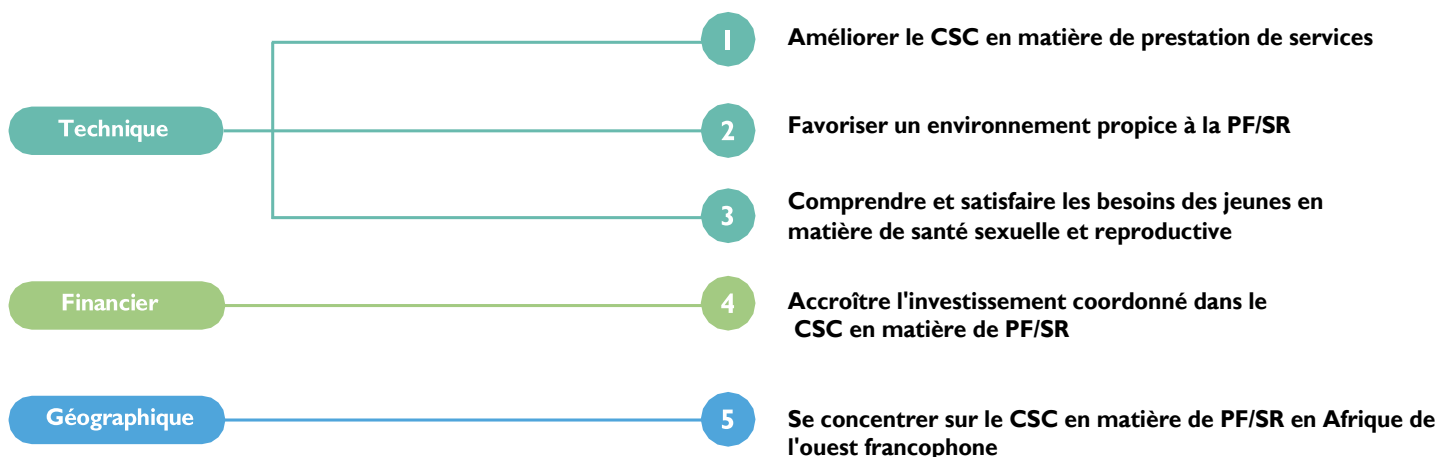 Technique
1
Améliorer le CSC en matière de prestation de services
2
Favoriser un environnement propice à la PF/SR
3
Comprendre et satisfaire les besoins des jeunes en
matière de santé sexuelle et reproductive
Financier
4
Accroître l'investissement coordonné dans le
CSC en matière de PF/SR
Géographique
5
Se concentrer sur le CSC en matière de PF/SR en Afrique de
l'ouest francophone